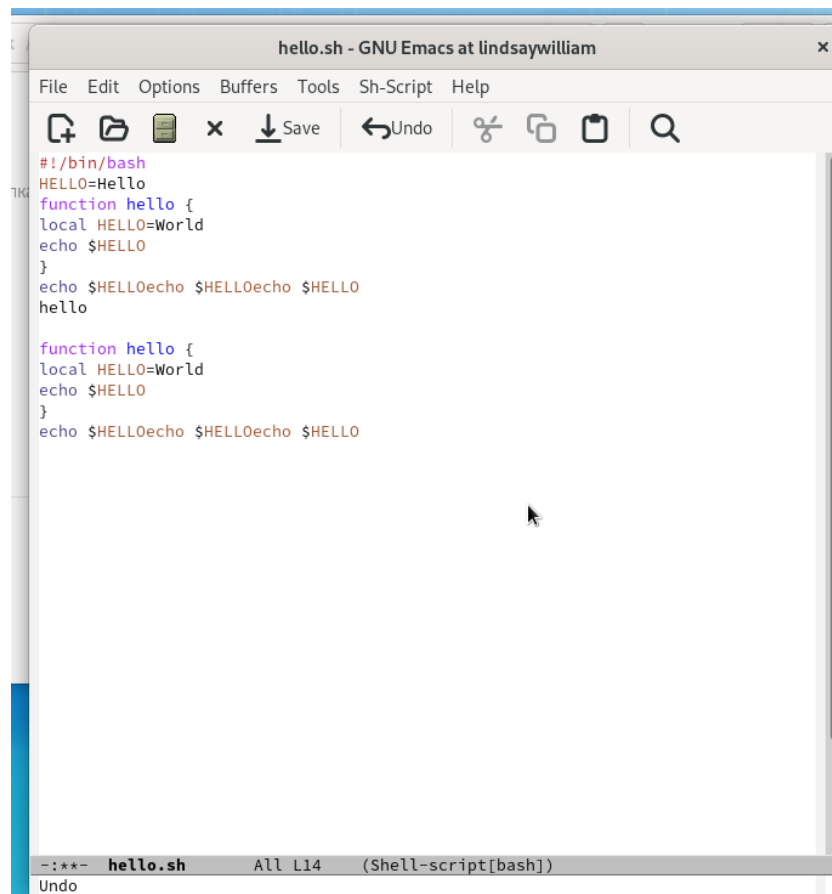 hello.sh - GNU Emacs at lindsaywilliam
File Edit Options Buffers Tools Sh-Script Help
Save Undo
#!/bin/bash
HELLO=Hello
function hello {
local HELLO=World
echo $HELLO
}
echo $HELLOecho $HELLOecho $HELLO
hello
function hello {
local HELLO=World
echo $HELLO
}
echo $HELLOecho $HELLOecho $HELLO
-:**- hello.sh All L14 (Shell-script[bash])
Undo